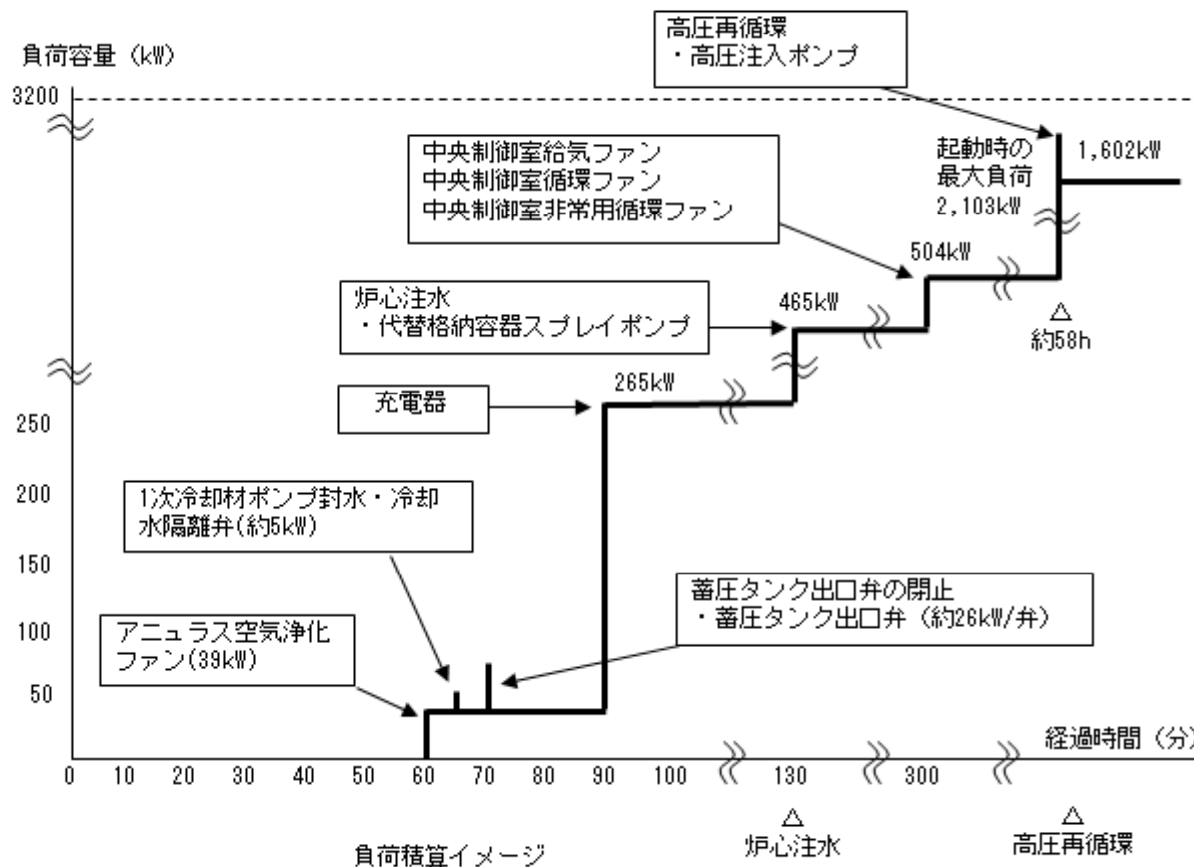 高圧再循環
・高圧注入ポンプ
負荷容量 (kW)
3200
中央制御室給気ファン
中央制御室循環ファン
中央制御室非常用循環ファン
起動時の
最大負荷
2,103kW
1,602kW
504kW
炉心注水
・代替格納容器スプレイポンプ
465kW
△
約58h
充電器
265kW
250
200
1次冷却材ポンプ封水・冷却
水隔離弁(約5kW)
150
蓄圧タンク出口弁の閉止
・蓄圧タンク出口弁 (約26kW/弁)
アニュラス空気浄化
ファン(39kW)
100
50
経過時間 (分)
0 10 20 30 40 50 60 70 80 90 100 130 300
△
炉心注水
△
高圧再循環
負荷積算イメージ